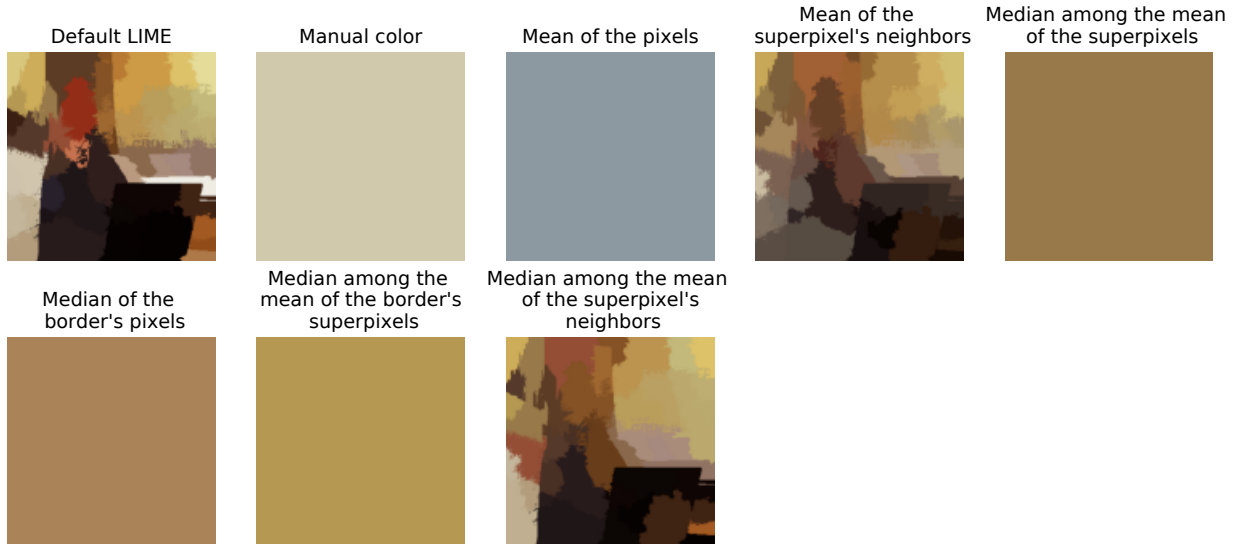 Default LIME
Manual color
Mean of the pixels
Mean of the
superpixel's neighbors
Median among the mean
of the superpixels
Median of the
border's pixels
Median among the
mean of the border's
superpixels
Median among the mean
of the superpixel's
neighbors